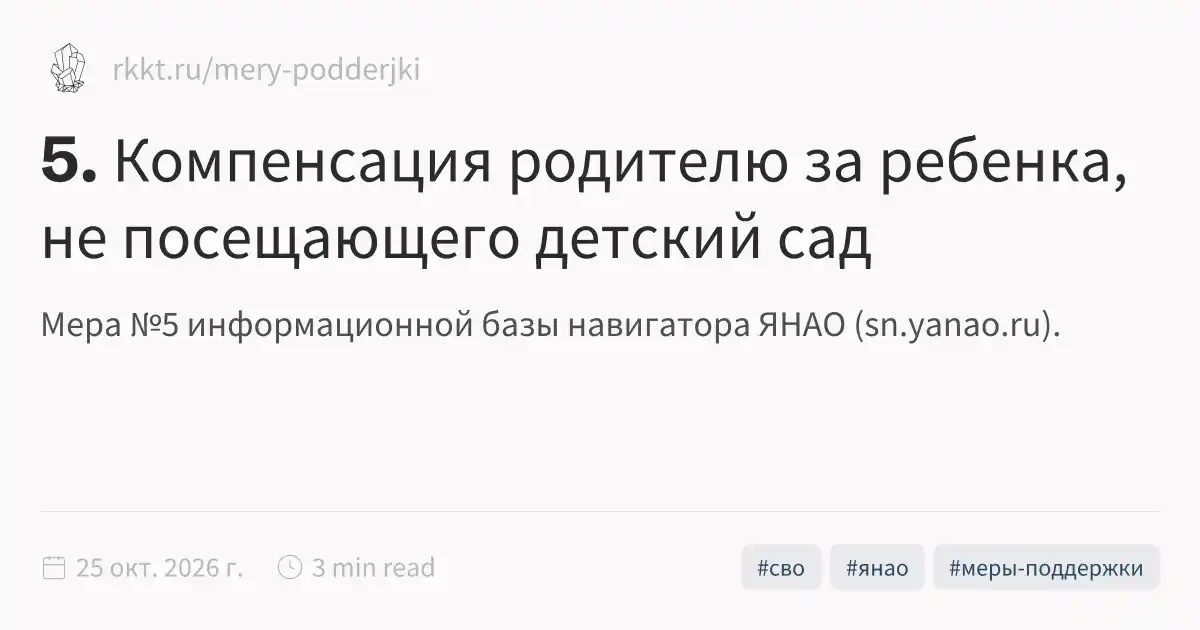 rkkt.ru/mery-podderjki
5. Компенсация родителю за ребенка,
не посещающего детский сад
Мера №5 информационной базы навигатора ЯНАО (sn.yanao.ru).
25 окт. 2026 г. 3 min read #сво #янао #меры-поддержки